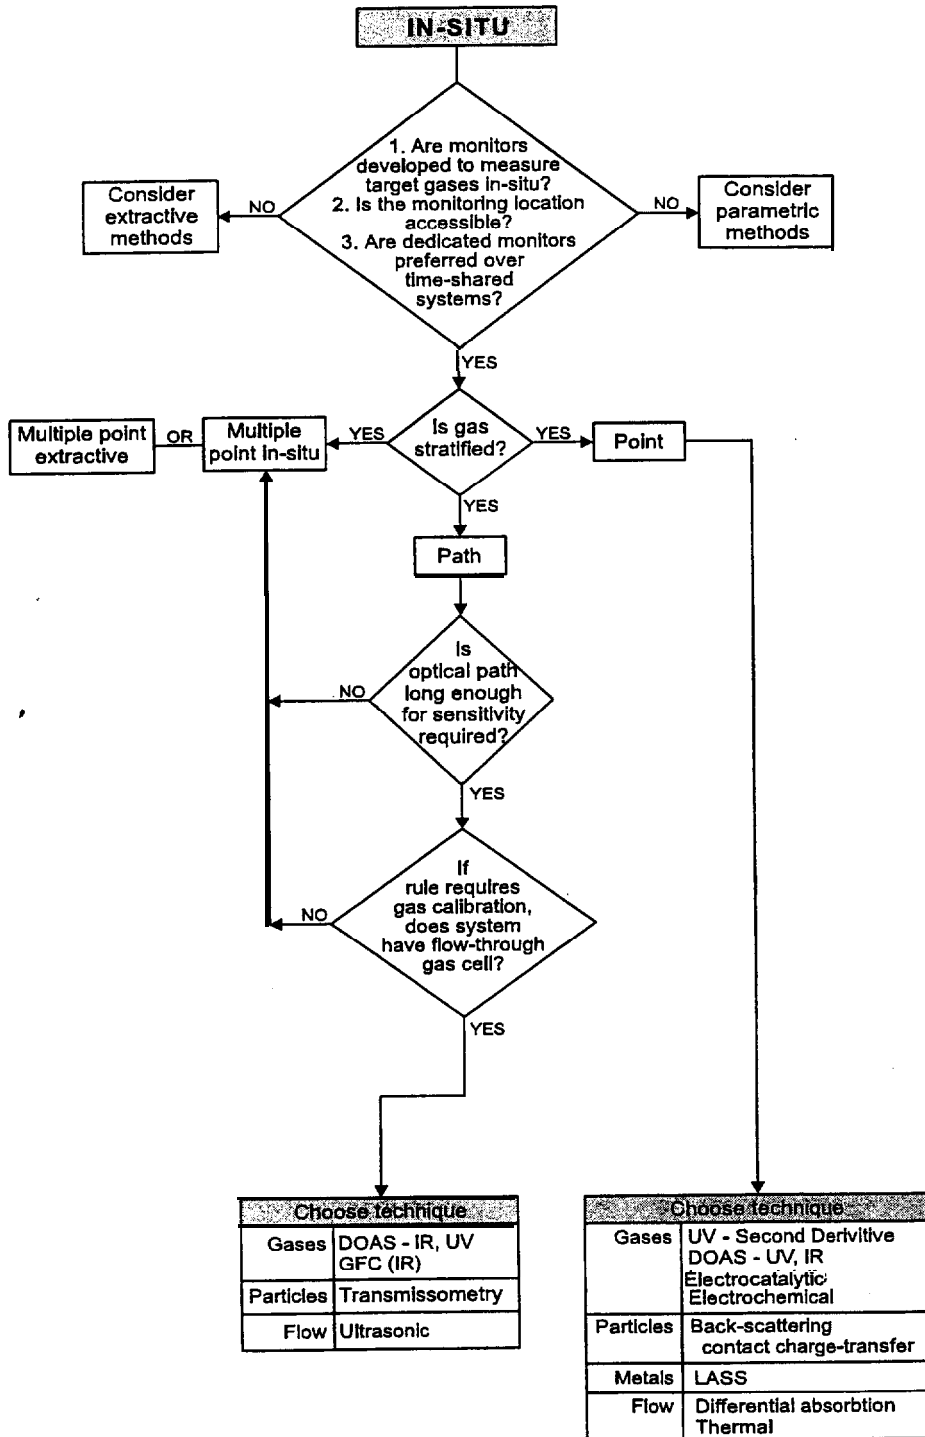 IN-SITU
1. Are monitors
developed to measure
target gases in-situ?
2. Is the monitoring location
accessible?
3. Are dedicated monitors
preferred over
time-shared
systems?
NO
Consider
extractive
methods
NO
Consider
parametric
methods
YES
Is gas
stratified?
YES
Multiple
point in-situ
OR
Multiple point
extractive
YES
Point
YES
Path
Is
optical path
long enough
for sensitivity
required?
NO
YES
If
rule requires
gas calibration,
does system
have flow-through
gas cell?
NO
YES
Choose technique
Gases DOAS - IR, UV
GFC (IR)
Particles Transmissometry
Flow Ultrasonic
Choose technique
Gases UV - Second Derivitive
DOAS - UV, IR
Electrocatalytic
Electrochemical
Particles Back-scattering
contact charge-transfer
Metals LASS
Flow Differential absorbtion
Thermal